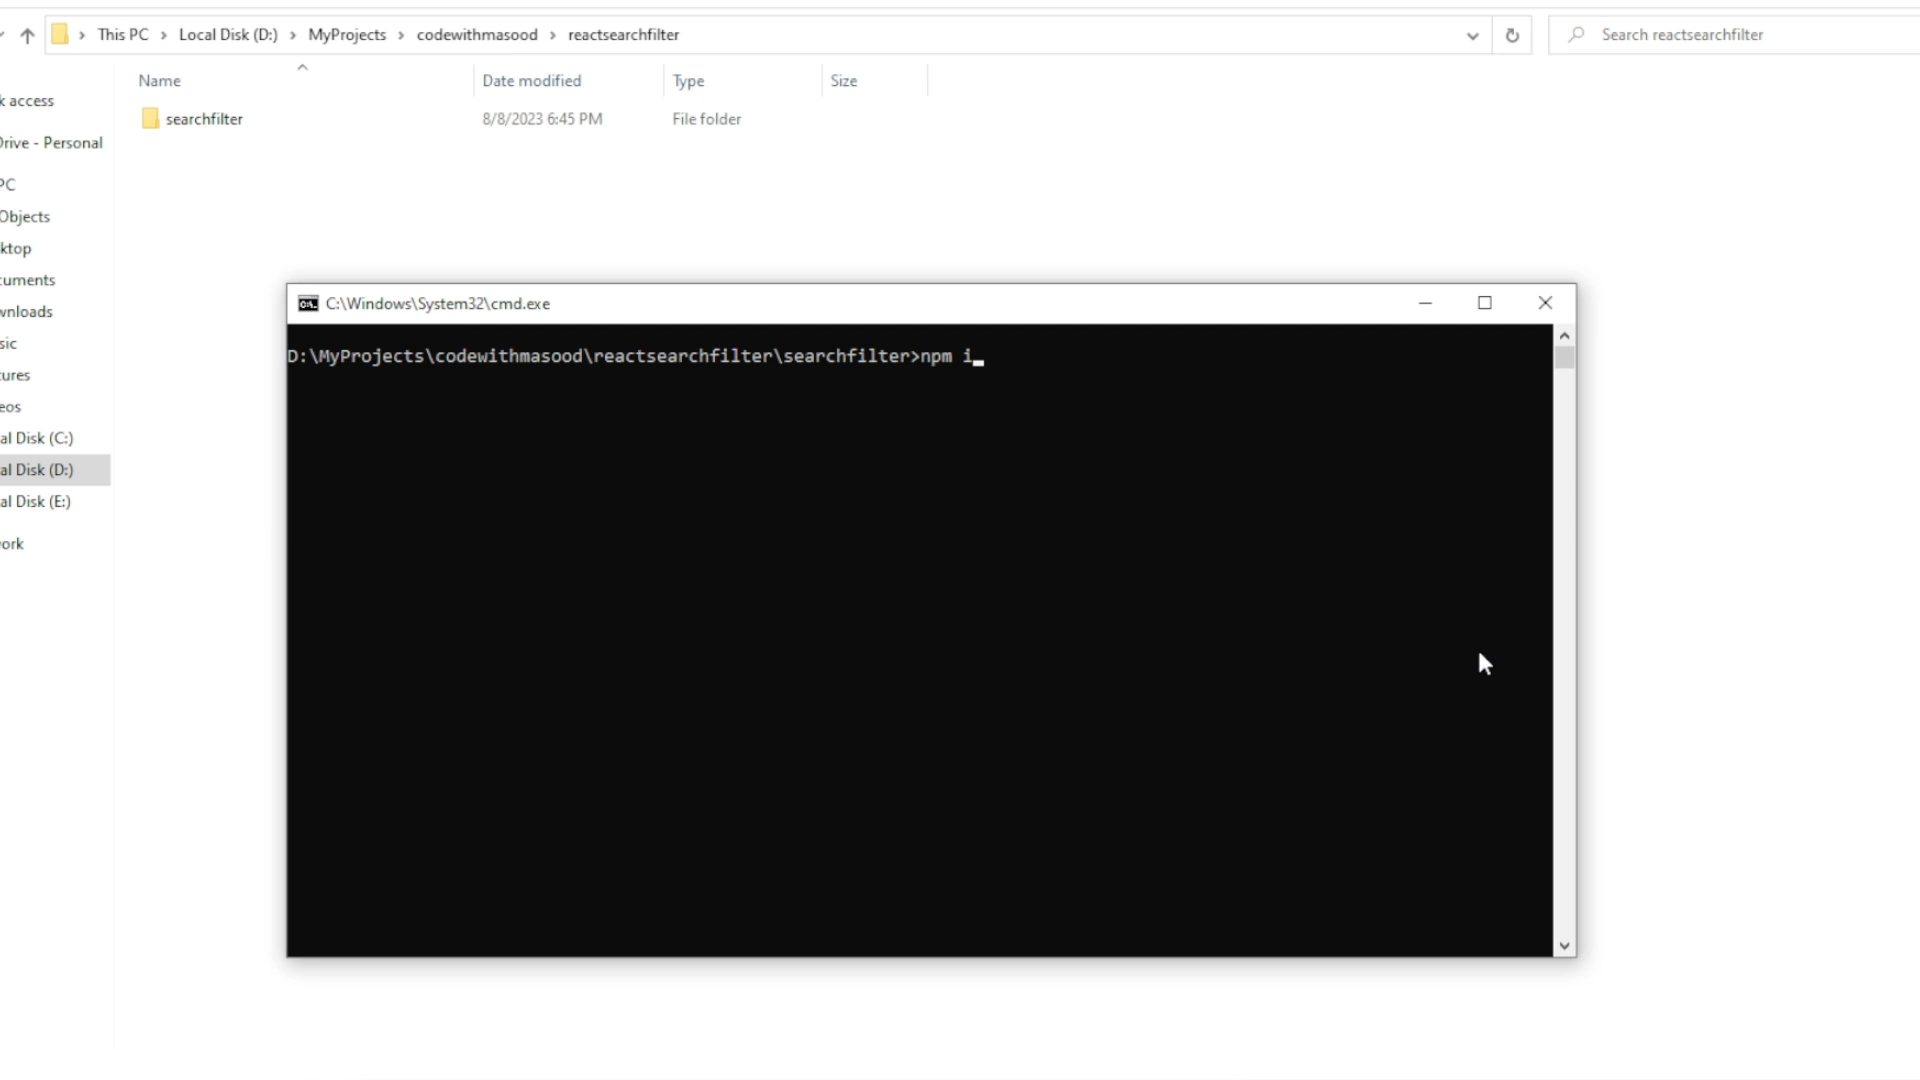 This PC > Local Disk (D:) > MyProjects > codewithmasood > reactsearchfilter
Search reactsearchfilter
Name Date modified Type Size
searchfilter 8/8/2023 6:45 PM File folder
k access
Drive - Personal
PC
Objects
ktop
cuments
wnloads
sic
tures
eos
al Disk (C:)
al Disk (D:)
al Disk (E:)
ork
C:\Windows\System32\cmd.exe
D:\MyProjects\codewithmasood\reactsearchfilter\searchfilter>npm i_